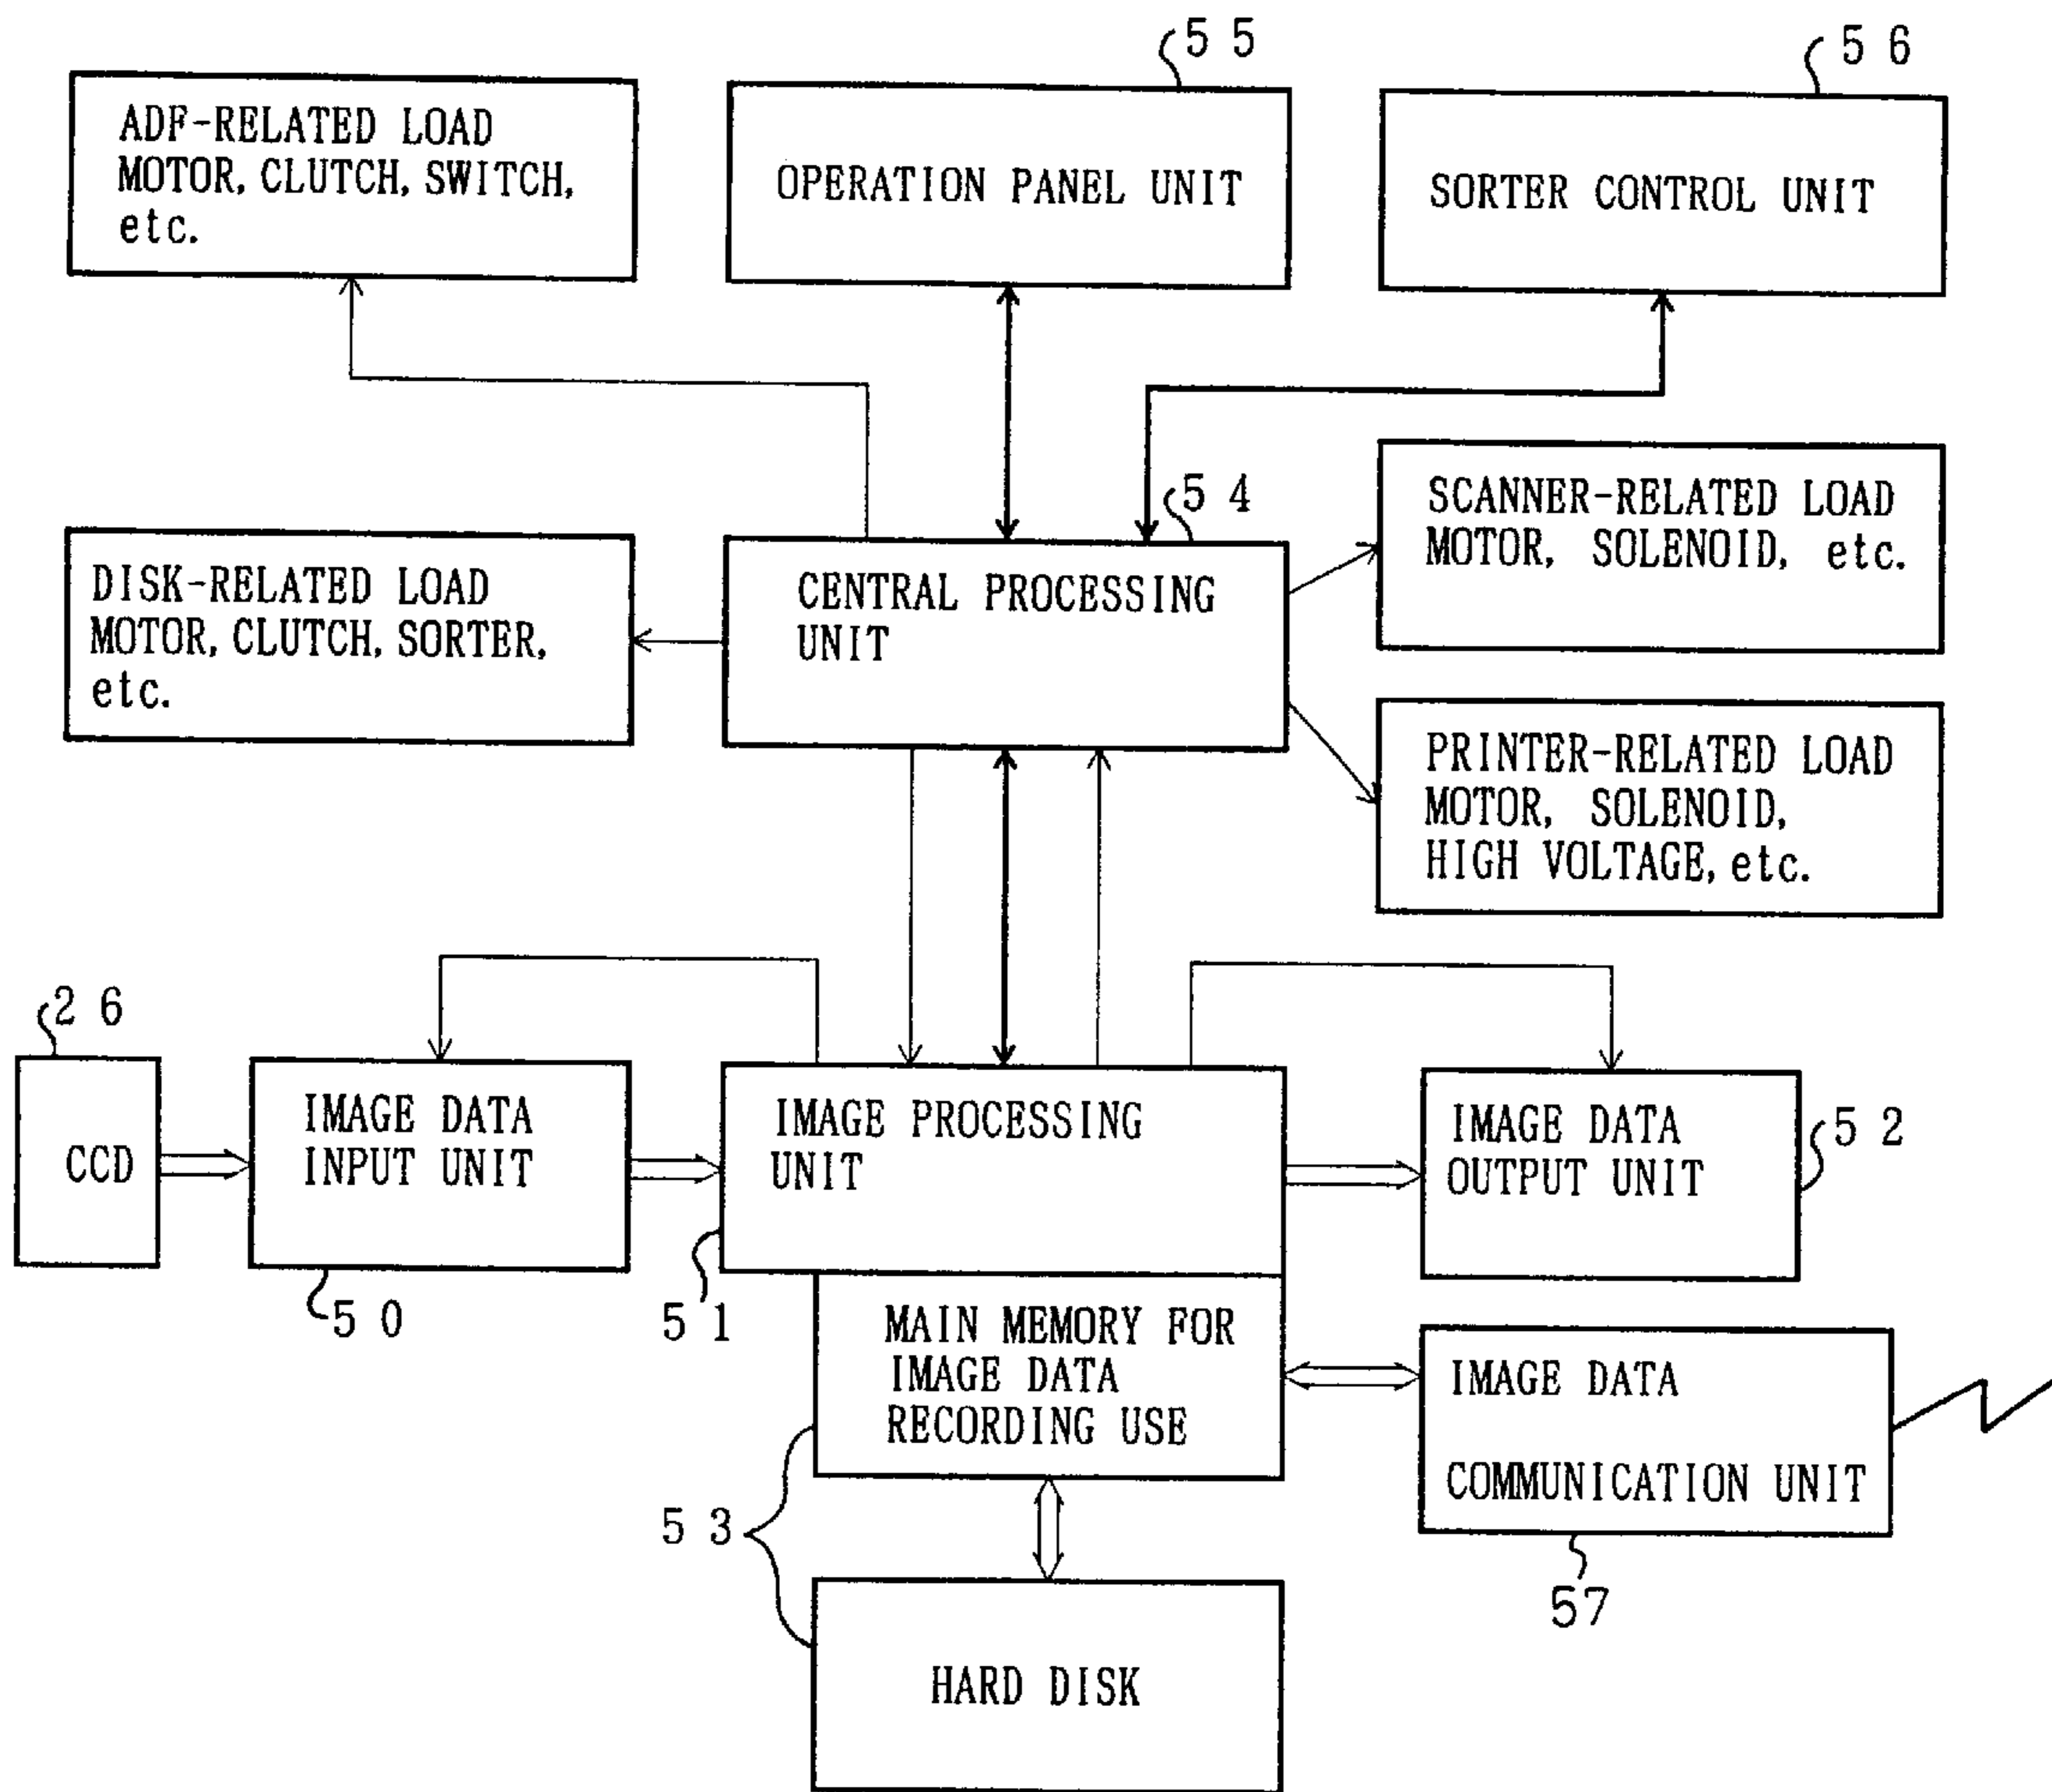 5 5
5 6
ADF-RELATED LOAD
MOTOR, CLUTCH, SWITCH,
etc.
OPERATION PANEL UNIT
SORTER CONTROL UNIT
5 4
SCANNER-RELATED LOAD
MOTOR, SOLENOID, etc.
DISK-RELATED LOAD
MOTOR, CLUTCH, SORTER,
etc.
CENTRAL PROCESSING
UNIT
PRINTER-RELATED LOAD
MOTOR, SOLENOID,
HIGH VOLTAGE, etc.
2 6
CCD
IMAGE DATA
INPUT UNIT
5 0
IMAGE PROCESSING
UNIT
5 1
IMAGE DATA
OUTPUT UNIT
5 2
MAIN MEMORY FOR
IMAGE DATA
RECORDING USE
IMAGE DATA
COMMUNICATION UNIT
5 3
57
HARD DISK